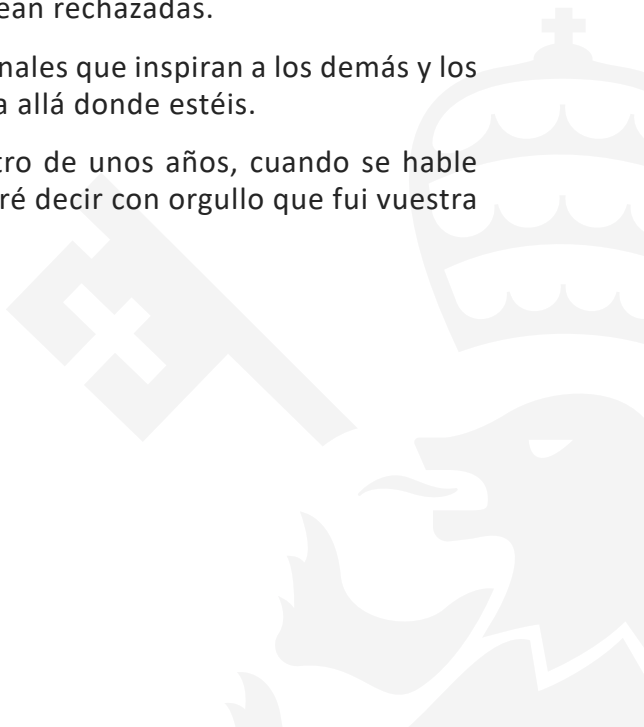 ean rechazadas.
nales que inspiran a los demás y los
a allá donde estéis.
tro de unos años, cuando se hable
ré decir con orgullo que fui vuestra